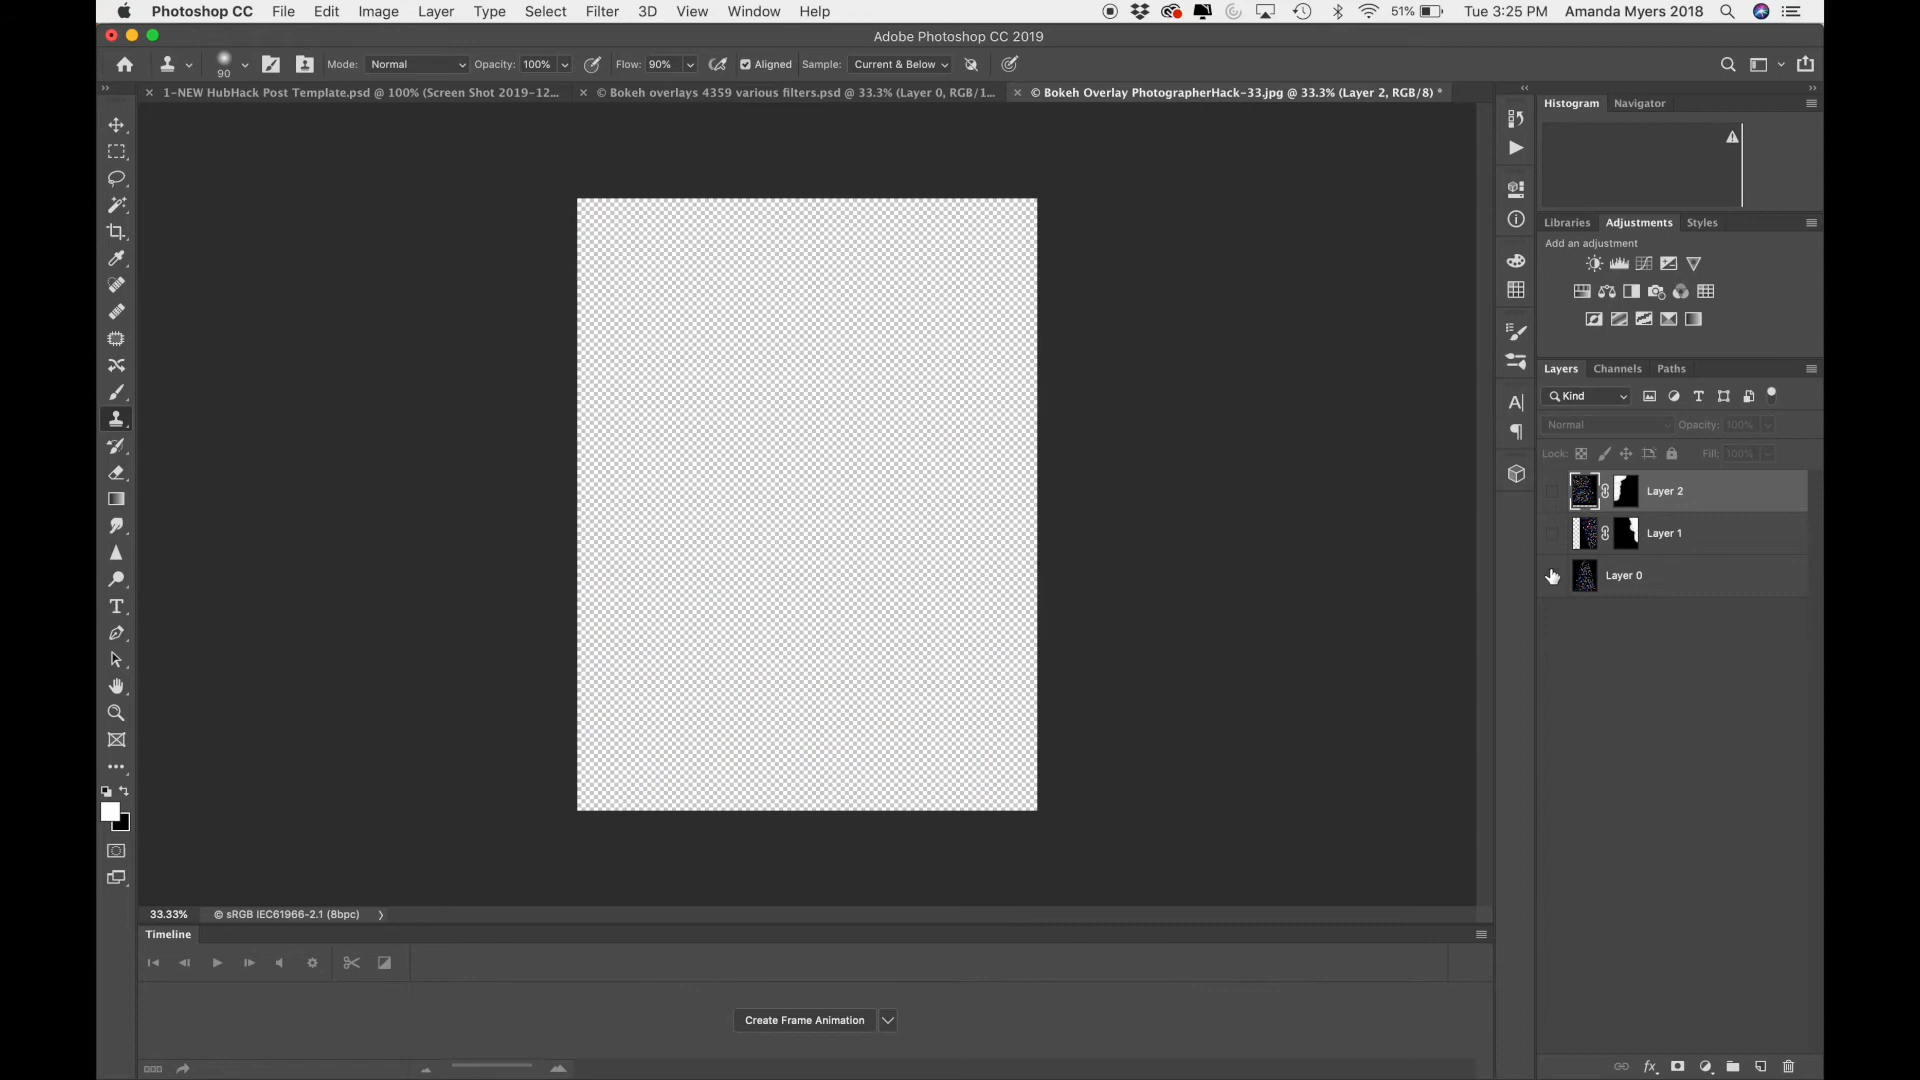 Photoshop CC File Edit Image Layer Type Select Filter 3D View Window Help 51% Tue 3:25 PM Amanda Myers 2018
Adobe Photoshop CC 2019
90 Mode: Normal Opacity: 100% Flow: 90% Aligned Sample: Current & Below
1-NEW HubHack Post Template.psd @ 100% (Screen Shot 2019-12... © Bokeh overlays 4359 various filters.psd @ 33.3% (Layer 0, RGB/1... © Bokeh Overlay PhotographerHack-33.jpg @ 33.3% (Layer 2, RGB/8) *
Histogram Navigator
Libraries Adjustments Styles
Add an adjustment
Layers Channels Paths
Kind
Normal Opacity: 100%
Lock: Fill: 100%
Layer 2
Layer 1
Layer 0
33.33% © sRGB IEC61966-2.1 (8bpc)
Timeline
Create Frame Animation